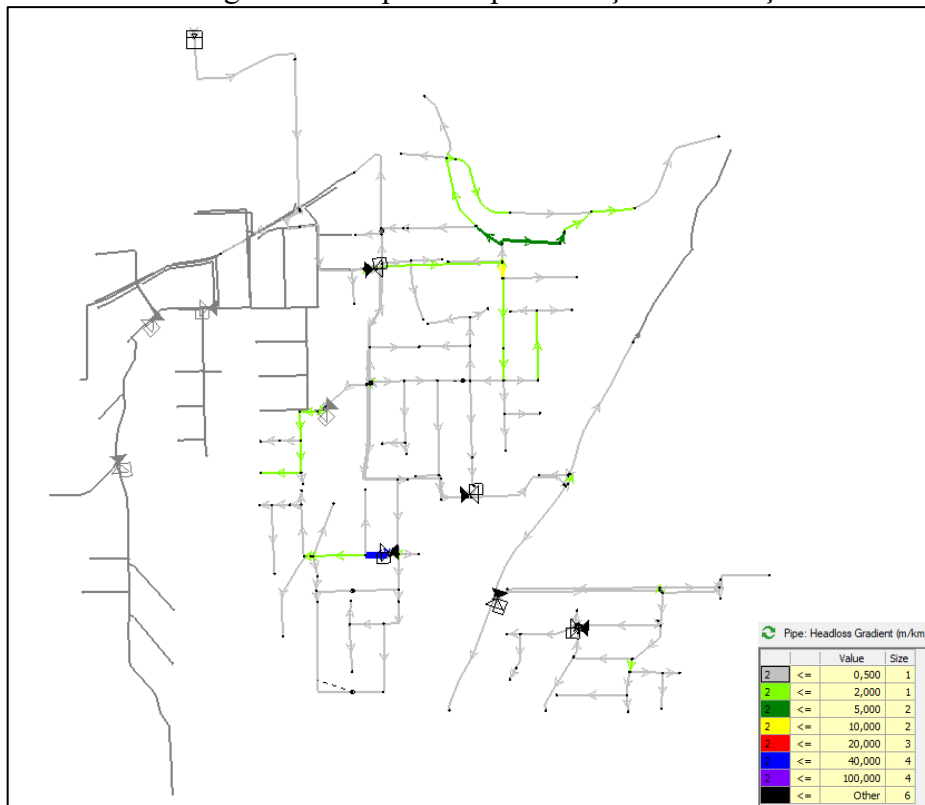 Pipe: Headloss Gradient (m/km
Value Size
2 <= 0,500 1
2 <= 2,000 1
2 <= 5,000 2
2 <= 10,000 2
2 <= 20,000 3
2 <= 40,000 4
2 <= 100,000 4
<= Other 6